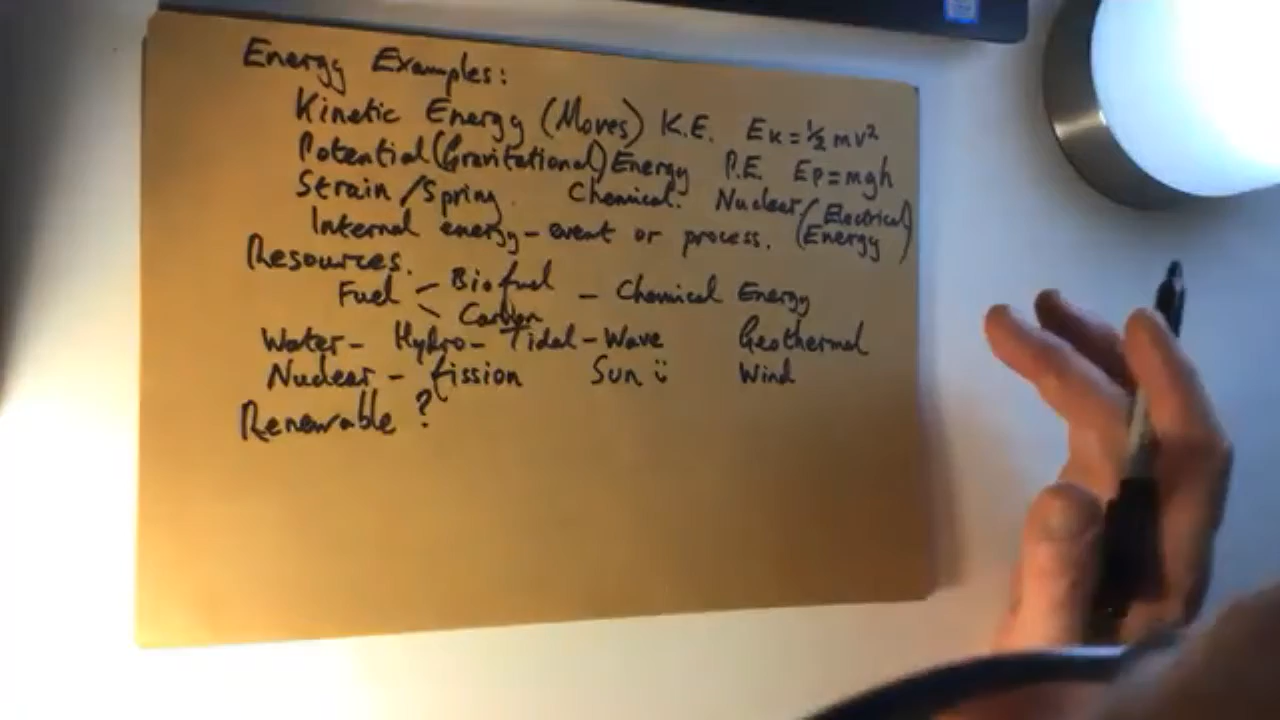 Energy Examples:
Kinetic Energy (Moves) K.E. Ek = ½ mv²
Potential (Gravitational) Energy P.E. Ep = mgh
Strain / Spring. Chemical. Nuclear / (Electrical Energy)
Internal energy - event or process.
Resources.
Fuel - Biofuel - Carbon - Chemical Energy
Water - Hydro - Tidal - Wave Geothermal
Nuclear - fission Sun Wind
Renewable ?